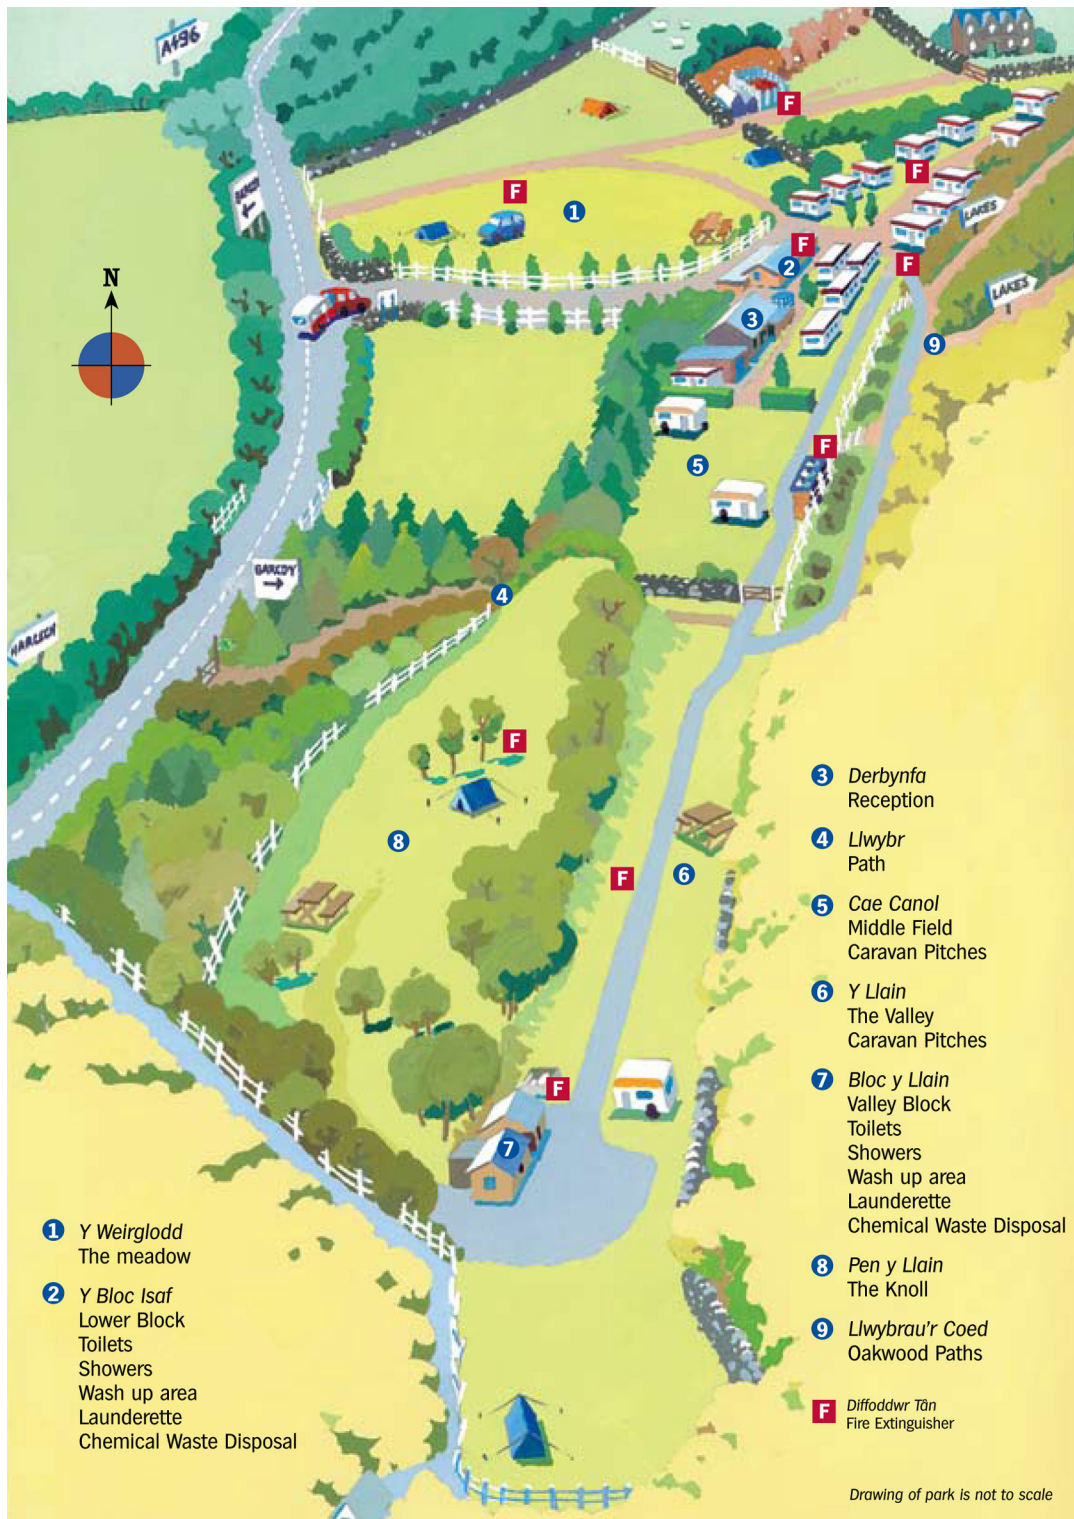 A496
BARCDY
LAKES
LAKES
N
BARCDY
HARLECH
F
F
F
F
F
F
F
F
F
1
2
3
4
5
6
7
8
9
1 Y Weirglodd
The meadow
2 Y Bloc Isaf
Lower Block
Toilets
Showers
Wash up area
Launderette
Chemical Waste Disposal
3 Derbynfa
Reception
4 Llwybr
Path
5 Cae Canol
Middle Field
Caravan Pitches
6 Y Llain
The Valley
Caravan Pitches
7 Bloc y Llain
Valley Block
Toilets
Showers
Wash up area
Launderette
Chemical Waste Disposal
8 Pen y Llain
The Knoll
9 Llwybrau'r Coed
Oakwood Paths
F Diffoddwr Tân
Fire Extinguisher
Drawing of park is not to scale